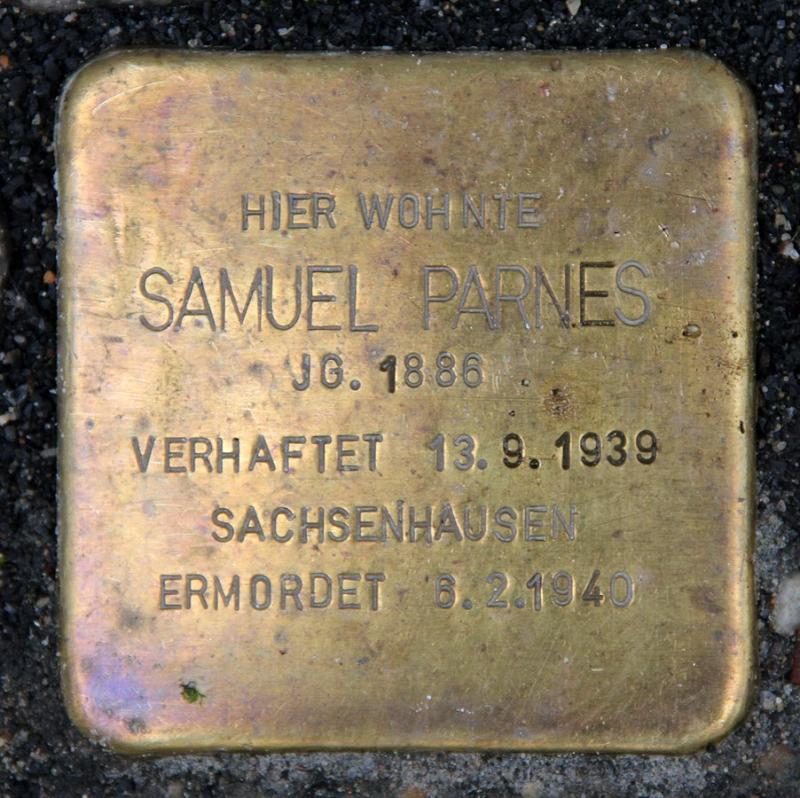 HIER WOHNTE
SAMUEL PARNES
JG. 1886
VERHAFTET 13.9.1939
SACHSENHAUSEN
ERMORDET 6.2.1940